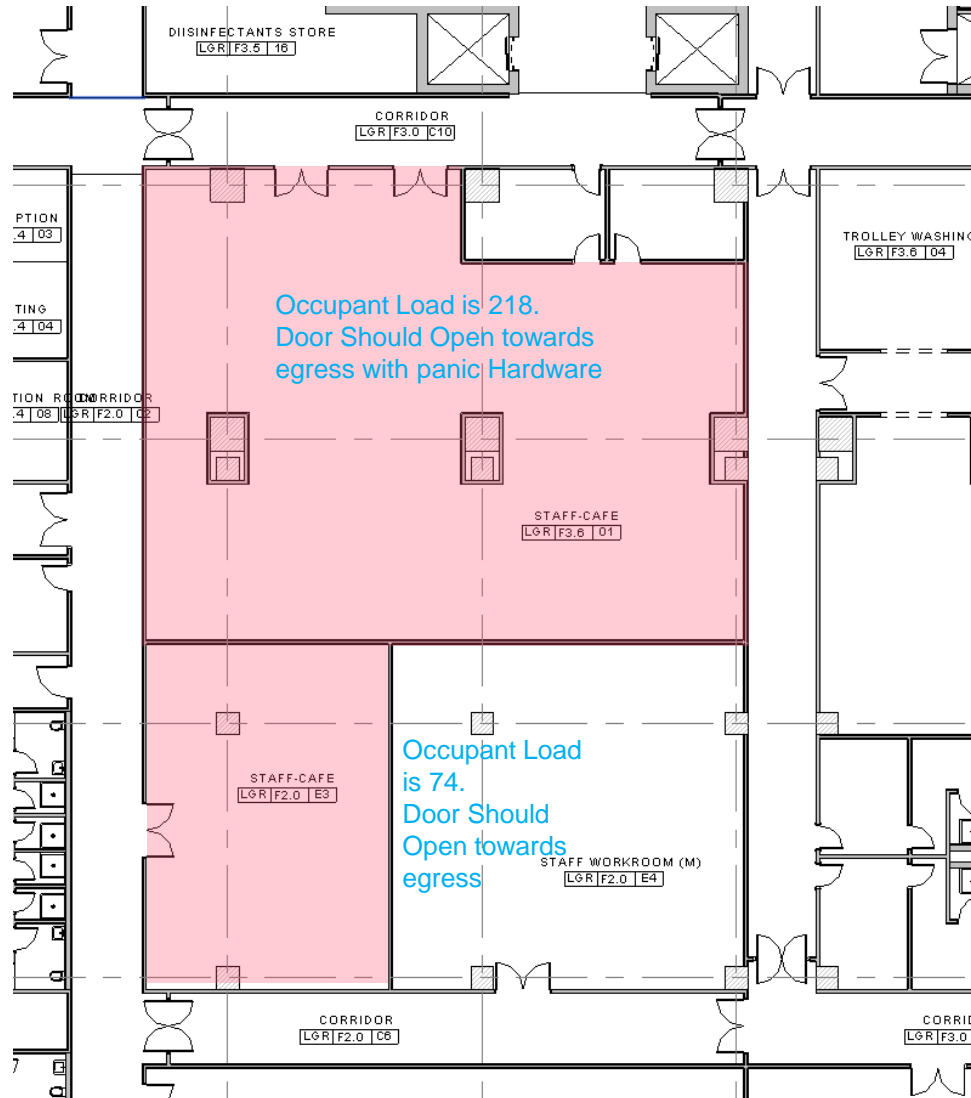 DIISINFECTANTS STORE
LGR F3.5 16
CORRIDOR
LGR F3.0 C10
PTION
.4 03
TROLLEY WASHING
LGR F3.6 04
TING
.4 04
Occupant Load is 218.
Door Should Open towards
egress with panic Hardware
TION ROOM
.4 08
CORRIDOR
LGR F2.0 02
STAFF-CAFE
LGR F3.6 01
STAFF-CAFE
LGR F2.0 E3
Occupant Load
is 74.
Door Should
Open towards
egress
STAFF WORKROOM (M)
LGR F2.0 E4
CORRIDOR
LGR F2.0 C6
CORRID
LGR F3.0